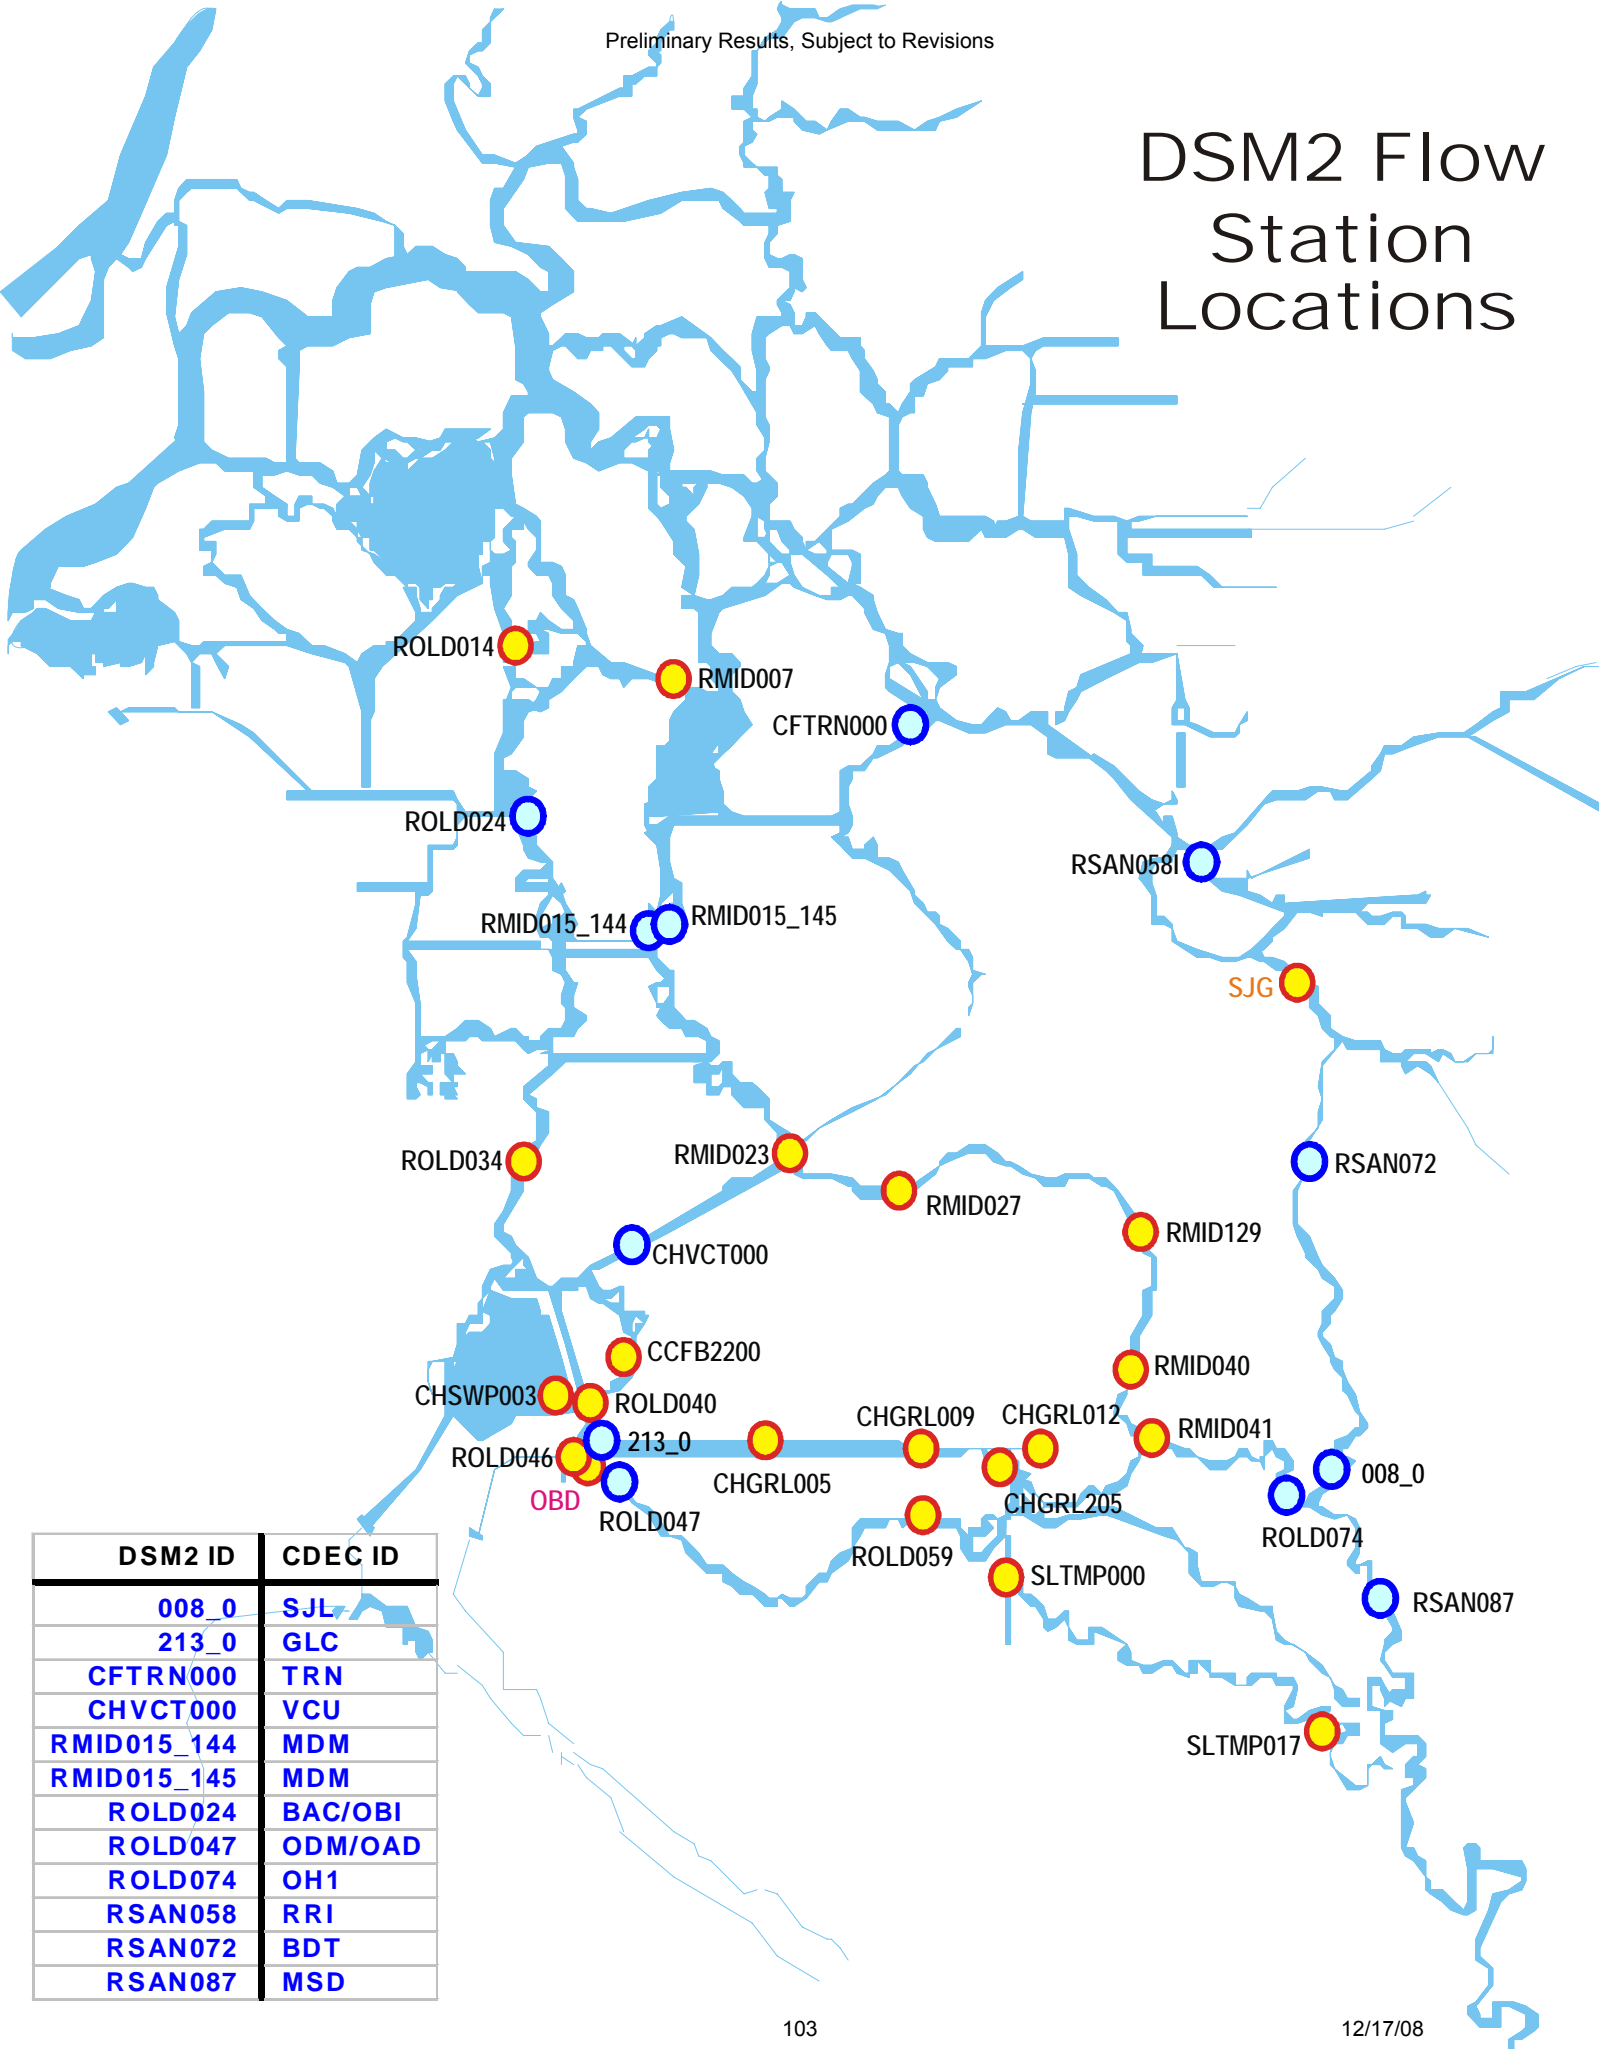 Preliminary Results, Subject to Revisions
DSM2 Flow
Station
Locations
ROLD014
RMID007
CFTRN000
ROLD024
RSAN058I
RMID015_144
RMID015_145
SJG
ROLD034
RMID023
RSAN072
RMID027
RMID129
CHVCT000
CCFB2200
RMID040
CHSWP003
ROLD040
CHGRL009
CHGRL012
RMID041
213_0
ROLD046
CHGRL005
008_0
OBD
CHGRL205
ROLD047
ROLD074
ROLD059
SLTMP000
RSAN087
SLTMP017
DSM2 ID CDEC ID
008_0 SJL
213_0 GLC
CFTRN000 TRN
CHVCT000 VCU
RMID015_144 MDM
RMID015_145 MDM
ROLD024 BAC/OBI
ROLD047 ODM/OAD
ROLD074 OH1
RSAN058 RRI
RSAN072 BDT
RSAN087 MSD
103
12/17/08